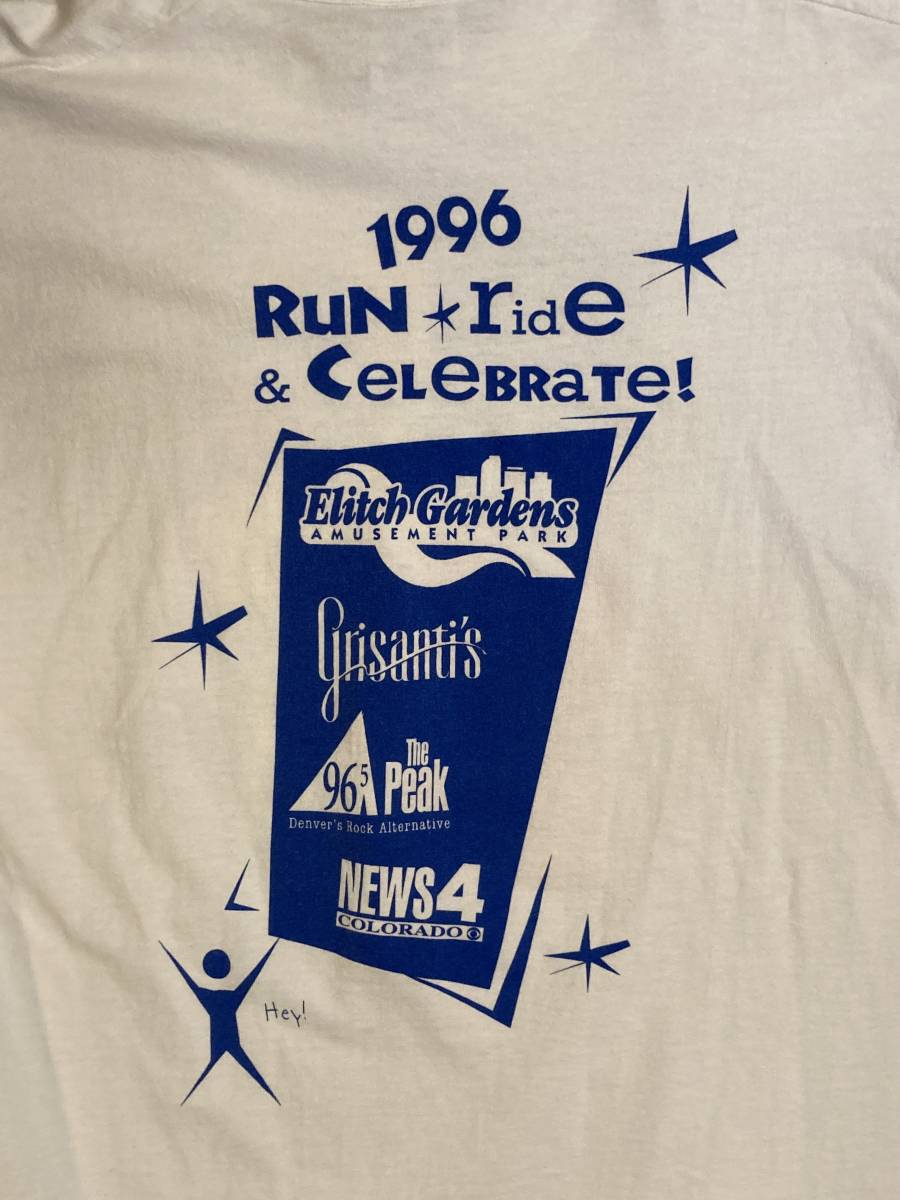 1996
RuN ride
& CeLeBRaTe!
Elitch Gardens
AMUSEMENT PARK
Grisanti's
96.5 The Peak
Denver's Rock Alternative
NEWS4
COLORADO
Hey!